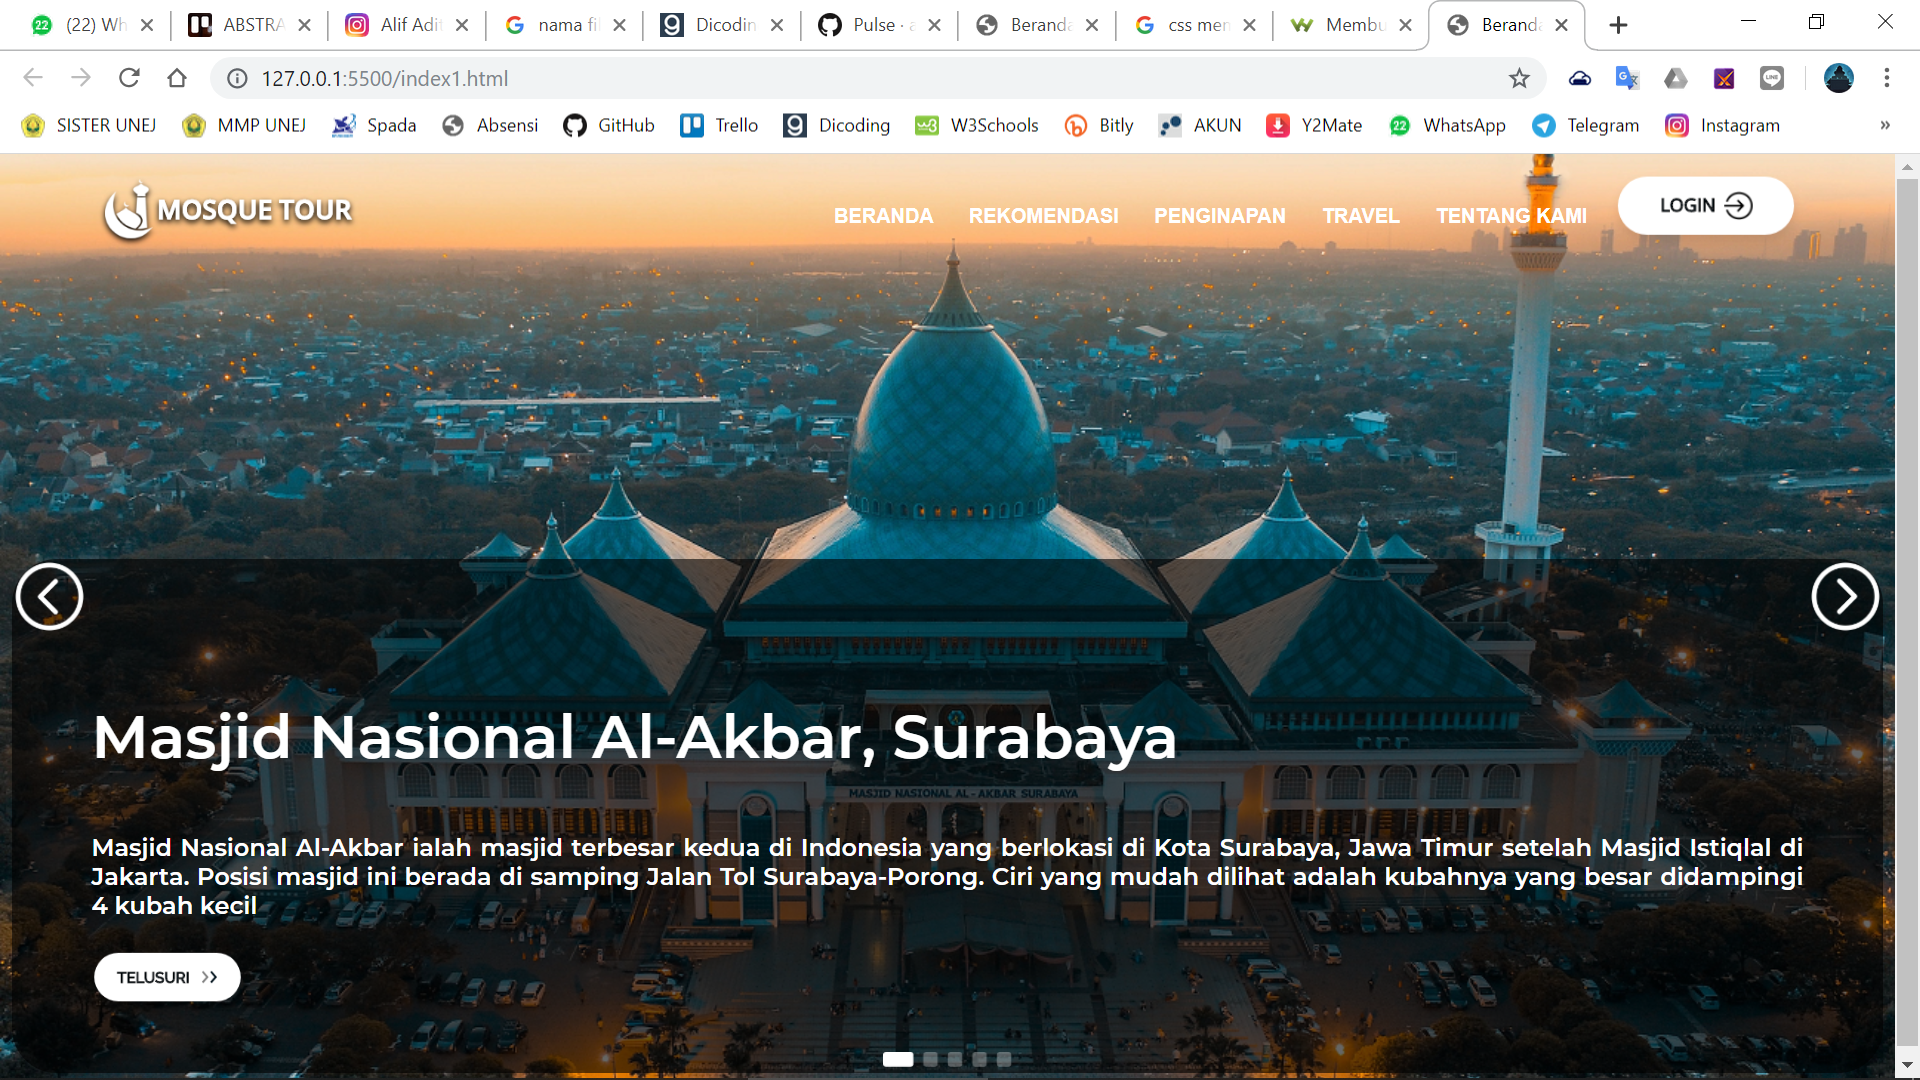 (22) Wh
ABSTRA
Alif Adit
nama fil
Dicodin
Pulse · a
Beranda
css men
Membu
Beranda
127.0.0.1:5500/index1.html
SISTER UNEJ
MMP UNEJ
Spada
Absensi
GitHub
Trello
Dicoding
W3Schools
Bitly
AKUN
Y2Mate
WhatsApp
Telegram
Instagram
»
MOSQUE TOUR
BERANDA
REKOMENDASI
PENGINAPAN
TRAVEL
TENTANG KAMI
LOGIN
Masjid Nasional Al-Akbar, Surabaya
MASJID NASIONAL AL - AKBAR SURABAYA
Masjid Nasional Al-Akbar ialah masjid terbesar kedua di Indonesia yang berlokasi di Kota Surabaya, Jawa Timur setelah Masjid Istiqlal di
Jakarta. Posisi masjid ini berada di samping Jalan Tol Surabaya-Porong. Ciri yang mudah dilihat adalah kubahnya yang besar didampingi
4 kubah kecil
TELUSURI